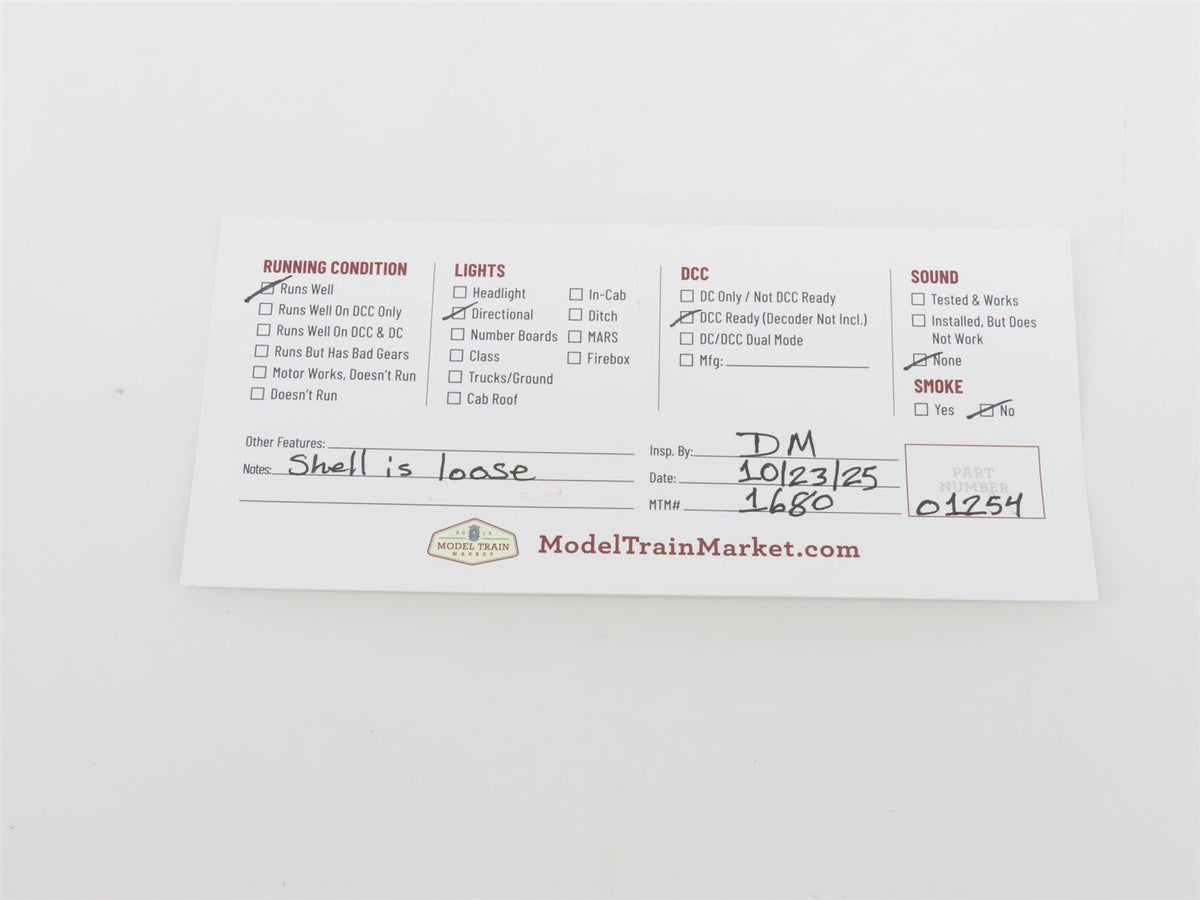 RUNNING CONDITION
Runs Well
Runs Well On DCC Only
Runs Well On DCC & DC
Runs But Has Bad Gears
Motor Works, Doesn't Run
Doesn't Run
LIGHTS
Headlight
Directional
Number Boards
Class
Trucks/Ground
Cab Roof
In-Cab
Ditch
MARS
Firebox
DCC
DC Only / Not DCC Ready
DCC Ready (Decoder Not Incl.)
DC/DCC Dual Mode
Mfg:
SOUND
Tested & Works
Installed, But Does
Not Work
None
SMOKE
Yes No
Other Features:
Notes: Shell is loose
Insp. By: DM
Date: 10/23/25
MTM# 1680
PART
NUMBER
01254
2015
MODEL TRAIN
MARKET
ModelTrainMarket.com